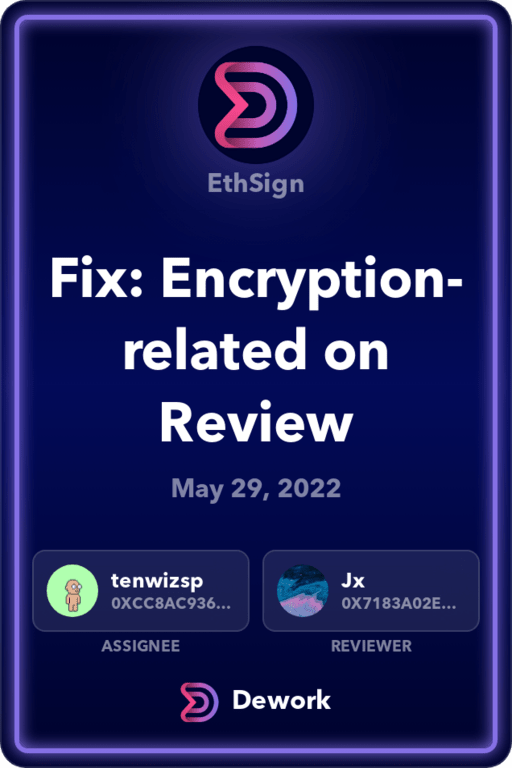 EthSign
Fix: Encryption-
related on
Review
May 29, 2022
tenwizsp
0XCC8AC936...
ASSIGNEE
Jx
0X7183A02E...
REVIEWER
Dework